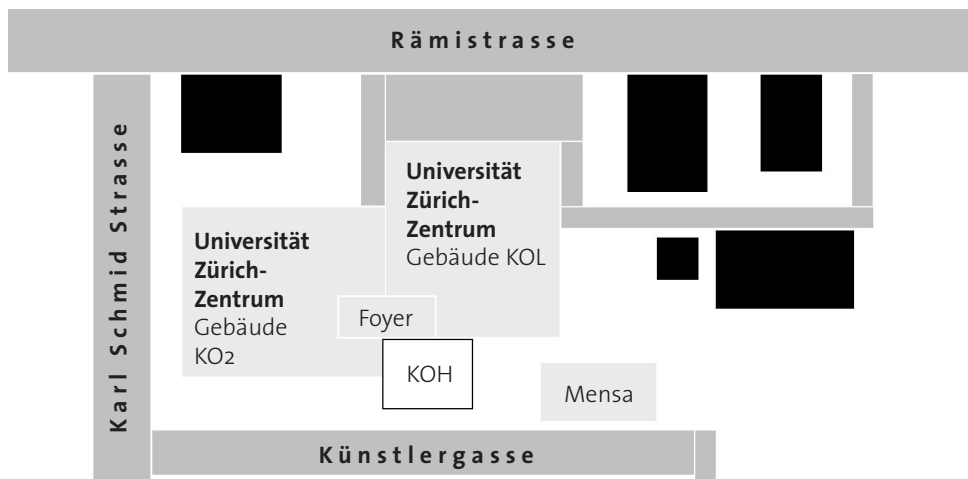 Rämistrasse
Karl Schmid Strasse
Universität
Zürich-
Zentrum
Gebäude KOL
Universität
Zürich-
Zentrum
Gebäude
KO2
Foyer
KOH
Mensa
Künstlergasse